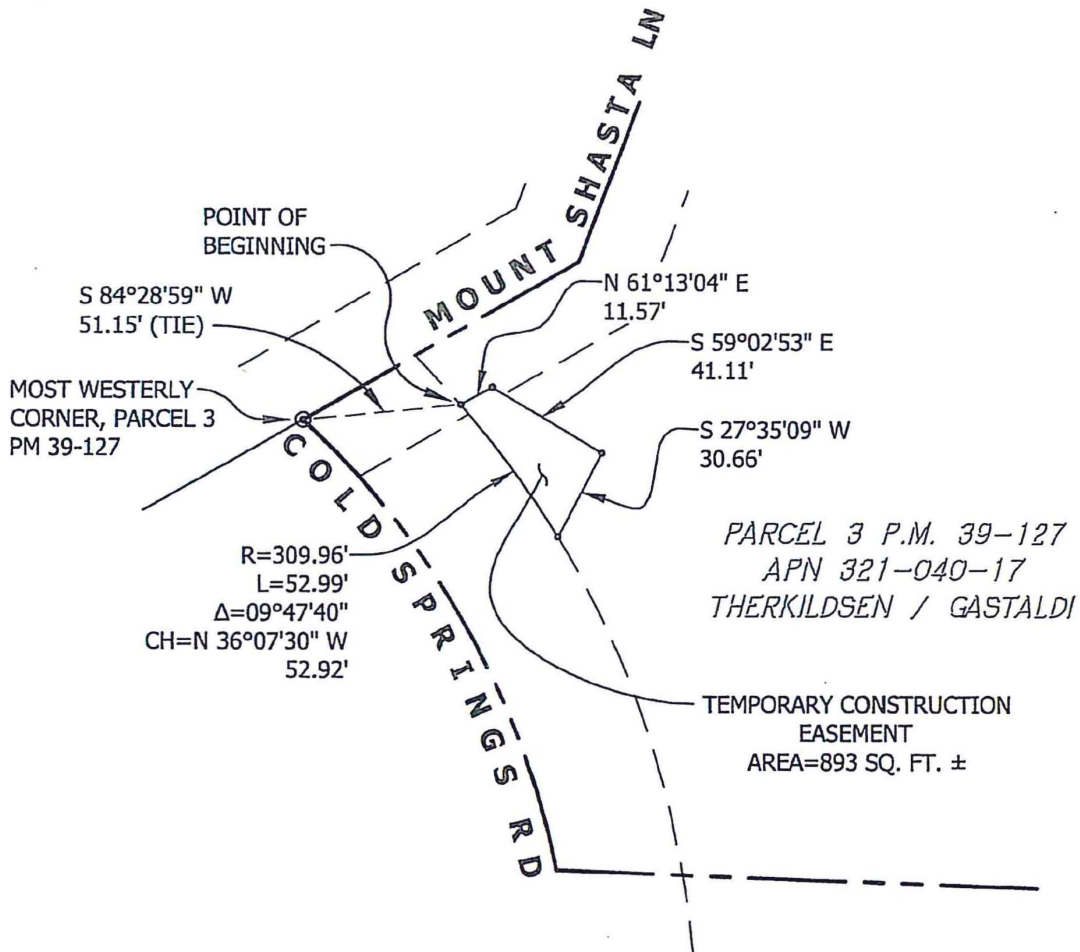 MOUNT SHASTA LN
POINT OF
BEGINNING
S 84°28'59" W
51.15' (TIE)
N 61°13'04" E
11.57'
S 59°02'53" E
41.11'
MOST WESTERLY
CORNER, PARCEL 3
PM 39-127
S 27°35'09" W
30.66'
COLD SPRINGS RD
PARCEL 3 P.M. 39-127
APN 321-040-17
THERKILDSEN / GASTALDI
R=309.96'
L=52.99'
Δ=09°47'40"
CH=N 36°07'30" W
52.92'
TEMPORARY CONSTRUCTION
EASEMENT
AREA=893 SQ. FT. ±